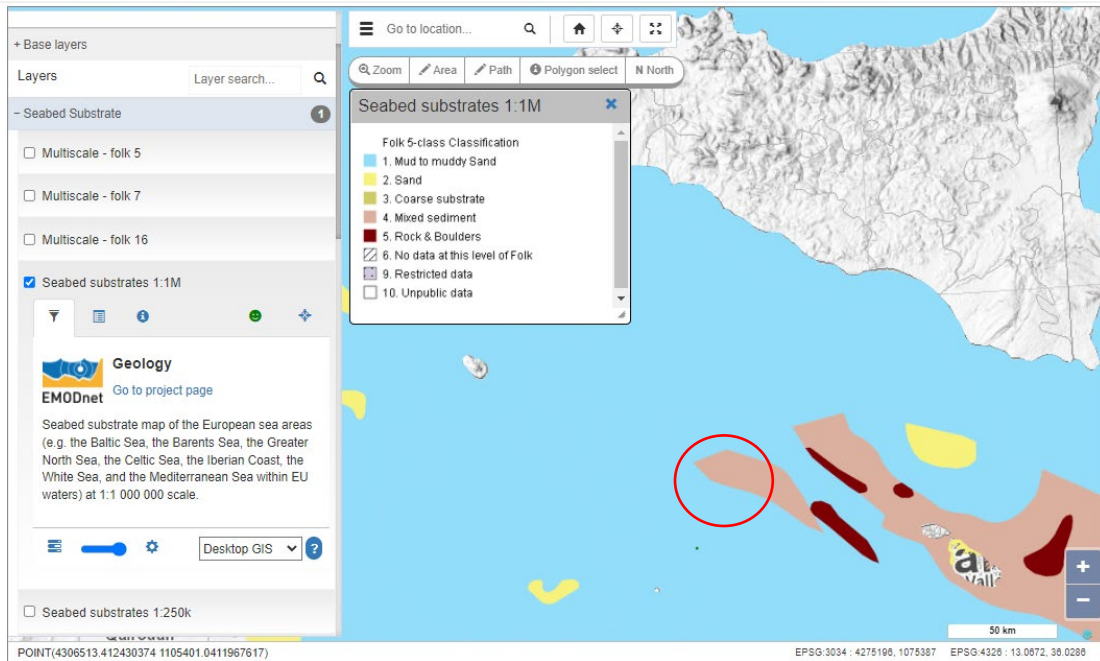 + Base layers
Layers
Layer search...
− Seabed Substrate
1
Multiscale - folk 5
Multiscale - folk 7
Multiscale - folk 16
Seabed substrates 1:1M
Geology
EMODnet
Go to project page
Seabed substrate map of the European sea areas
(e.g. the Baltic Sea, the Barents Sea, the Greater
North Sea, the Celtic Sea, the Iberian Coast, the
White Sea, and the Mediterranean Sea within EU
waters) at 1:1 000 000 scale.
Desktop GIS
?
Seabed substrates 1:250k
Go to location...
Zoom
Area
Path
Polygon select
N North
Seabed substrates 1:1M
Folk 5-class Classification
1. Mud to muddy Sand
2. Sand
3. Coarse substrate
4. Mixed sediment
5. Rock & Boulders
6. No data at this level of Folk
9. Restricted data
10. Unpublic data
+
−
50 km
POINT(4306513.412430374 1105401.0411967617)
EPSG:3034 : 4275196, 1075387
EPSG:4326 : 13.0672, 36.0286